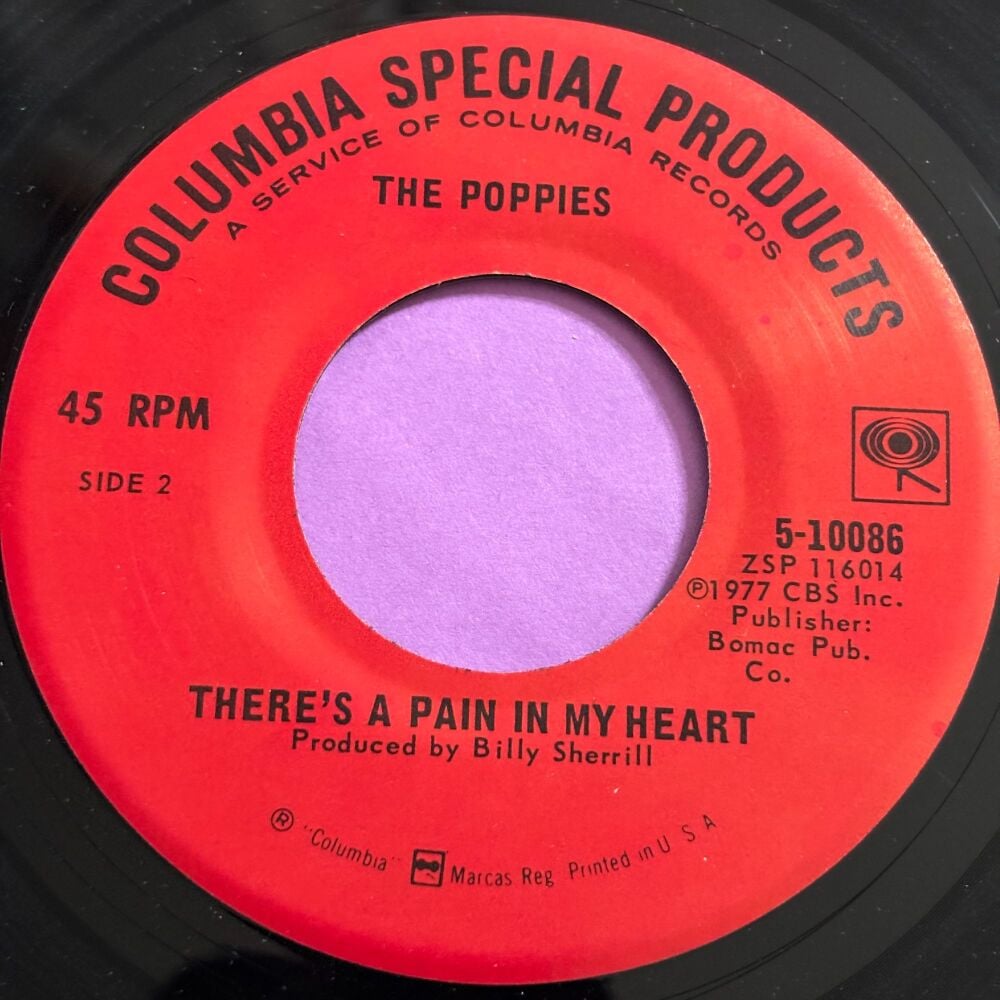 COLUMBIA SPECIAL PRODUCTS
A SERVICE OF COLUMBIA RECORDS
THE POPPIES
45 RPM
SIDE 2
5-10086
ZSP 116014
Ⓟ1977 CBS Inc.
Publisher:
Bomac Pub.
Co.
THERE'S A PAIN IN MY HEART
Produced by Billy Sherrill
® "Columbia" Marcas Reg Printed in U S A